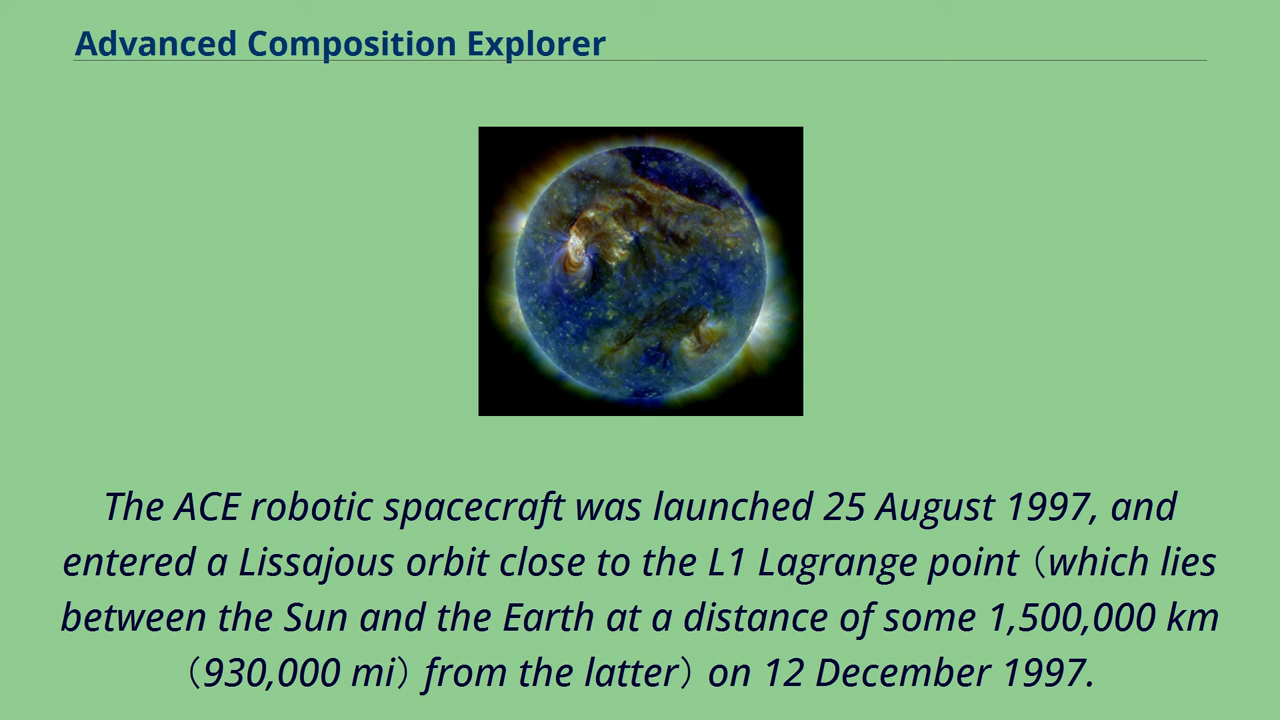 Advanced Composition Explorer
The ACE robotic spacecraft was launched 25 August 1997, and
entered a Lissajous orbit close to the L1 Lagrange point（which lies
between the Sun and the Earth at a distance of some 1,500,000 km
（930,000 mi）from the latter）on 12 December 1997.